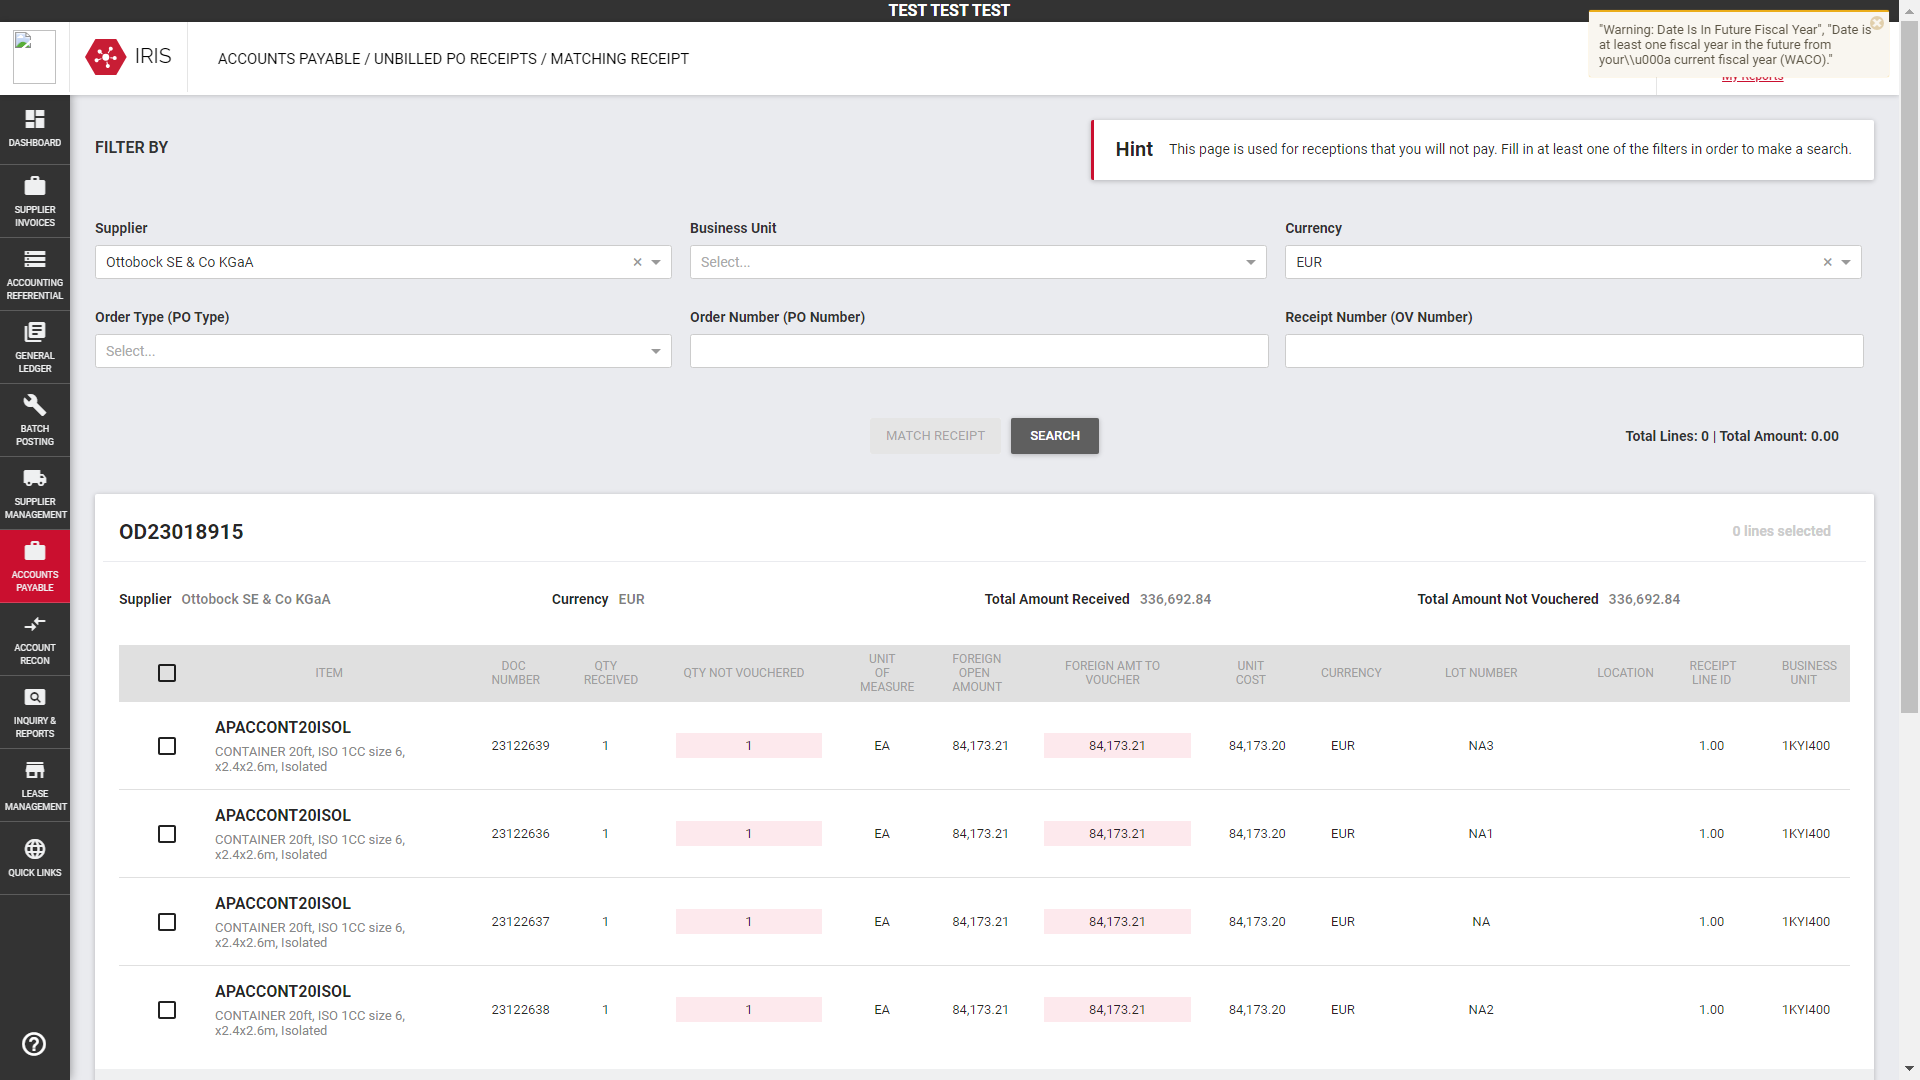 TEST TEST TEST
IRIS
ACCOUNTS PAYABLE / UNBILLED PO RECEIPTS / MATCHING RECEIPT
"Warning: Date Is In Future Fiscal Year", "Date is
at least one fiscal year in the future from
your\\u000a current fiscal year (WACO)."
My Reports
DASHBOARD
SUPPLIER
INVOICES
ACCOUNTING
REFERENTIAL
GENERAL
LEDGER
BATCH
POSTING
SUPPLIER
MANAGEMENT
ACCOUNTS
PAYABLE
ACCOUNT
RECON
INQUIRY &
REPORTS
LEASE
MANAGEMENT
QUICK LINKS
FILTER BY
Hint This page is used for receptions that you will not pay. Fill in at least one of the filters in order to make a search.
Supplier Business Unit Currency
Ottobock SE & Co KGaA Select... EUR
Order Type (PO Type) Order Number (PO Number) Receipt Number (OV Number)
Select...
MATCH RECEIPT SEARCH Total Lines: 0 | Total Amount: 0.00
OD23018915 0 lines selected
Supplier Ottobock SE & Co KGaA Currency EUR Total Amount Received 336,692.84 Total Amount Not Vouchered 336,692.84
ITEM DOC NUMBER QTY RECEIVED QTY NOT VOUCHERED UNIT OF MEASURE FOREIGN OPEN AMOUNT FOREIGN AMT TO VOUCHER UNIT COST CURRENCY LOT NUMBER LOCATION RECEIPT LINE ID BUSINESS UNIT
APACCONT20ISOL
CONTAINER 20ft, ISO 1CC size 6,
x2.4x2.6m, Isolated
23122639 1 1 EA 84,173.21 84,173.21 84,173.20 EUR NA3 1.00 1KYI400
APACCONT20ISOL
CONTAINER 20ft, ISO 1CC size 6,
x2.4x2.6m, Isolated
23122636 1 1 EA 84,173.21 84,173.21 84,173.20 EUR NA1 1.00 1KYI400
APACCONT20ISOL
CONTAINER 20ft, ISO 1CC size 6,
x2.4x2.6m, Isolated
23122637 1 1 EA 84,173.21 84,173.21 84,173.20 EUR NA 1.00 1KYI400
APACCONT20ISOL
CONTAINER 20ft, ISO 1CC size 6,
x2.4x2.6m, Isolated
23122638 1 1 EA 84,173.21 84,173.21 84,173.20 EUR NA2 1.00 1KYI400